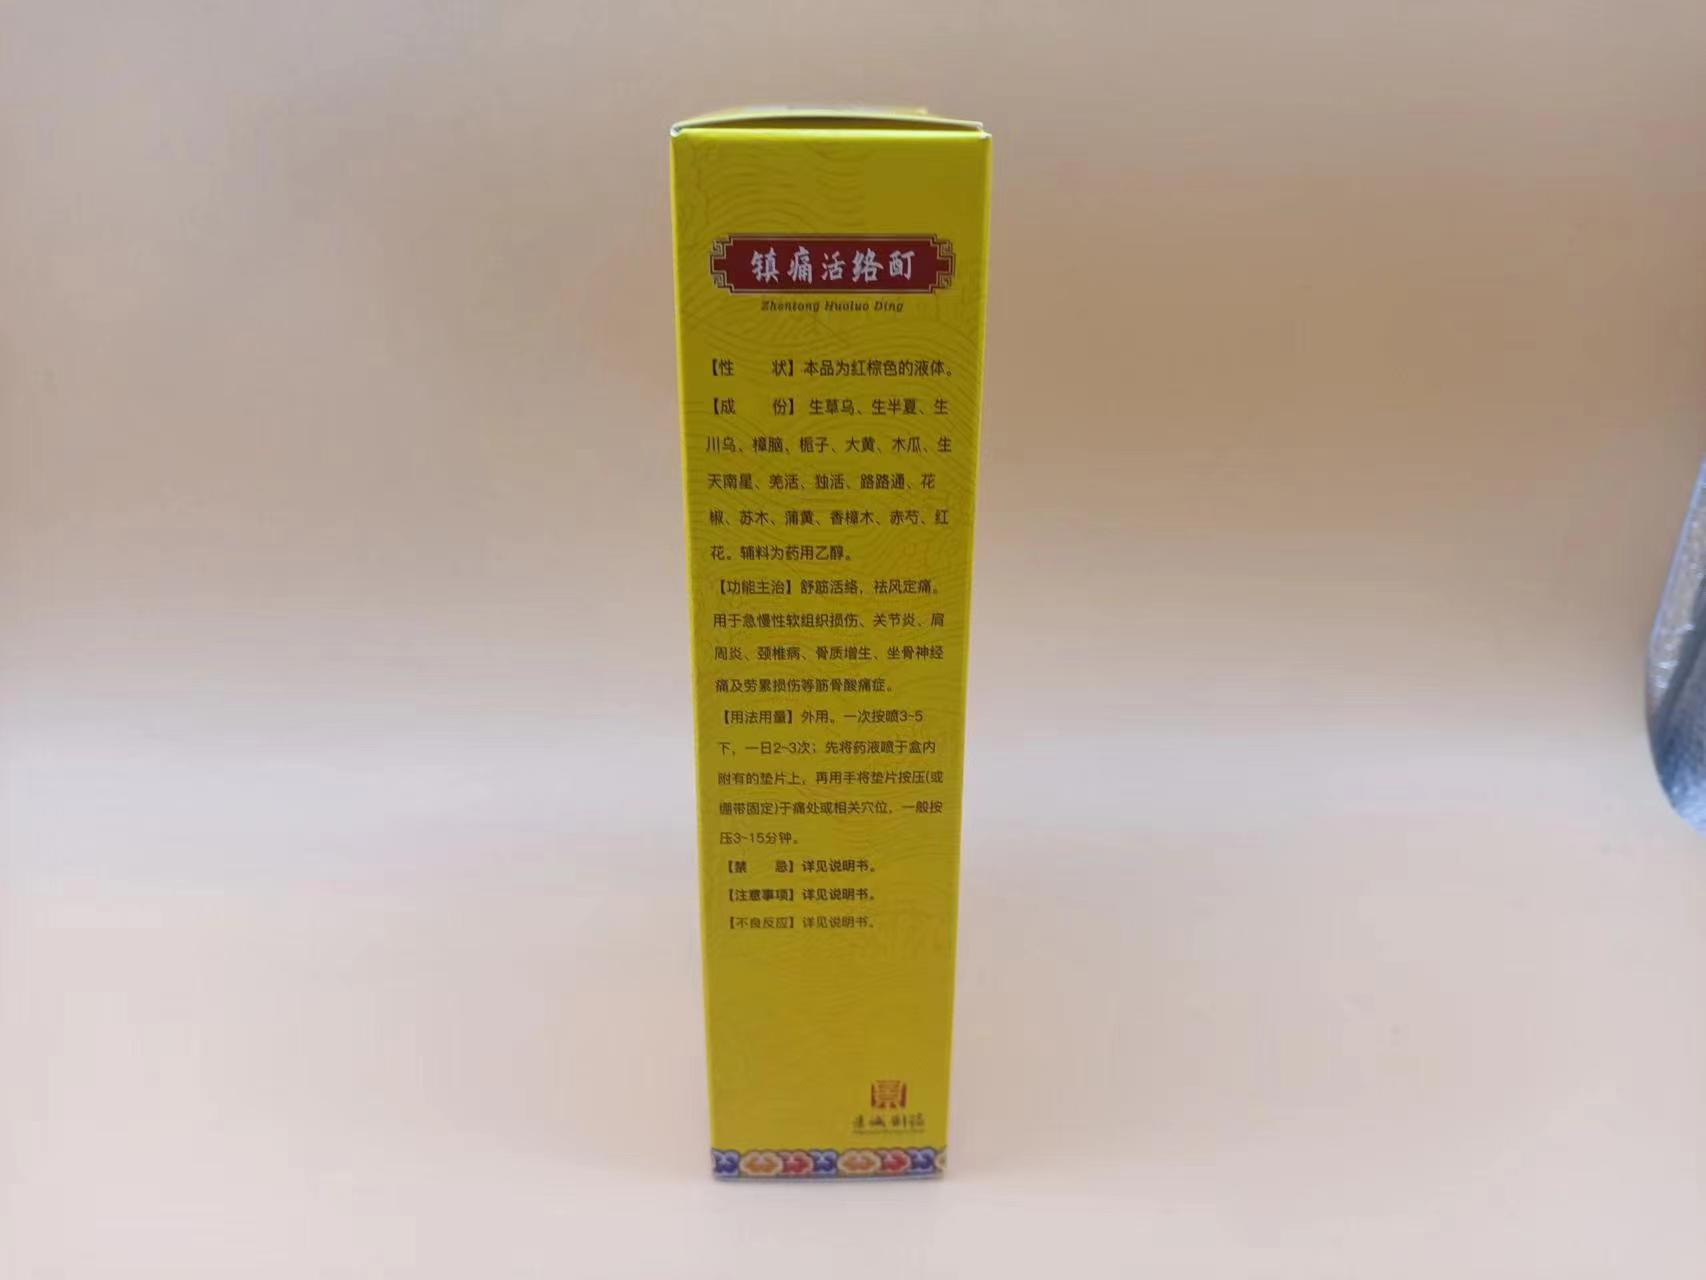 镇痛活络酊
Zhentong Huoluo Ding
【性 状】本品为红棕色的液体。
【成 份】 生草乌、生半夏、生
川乌、樟脑、栀子、大黄、木瓜、生
天南星、羌活、独活、路路通、花
椒、苏木、蒲黄、香樟木、赤芍、红
花。辅料为药用乙醇。
【功能主治】舒筋活络，祛风定痛。
用于急慢性软组织损伤、关节炎、肩
周炎、颈椎病、骨质增生、坐骨神经
痛及劳累损伤等筋骨酸痛症。
【用法用量】外用。一次按喷3~5
下，一日2~3次；先将药液喷于盒内
附有的垫片上，再用手将垫片按压(或
绷带固定)于痛处或相关穴位，一般按
压3~15分钟。
【禁 忌】详见说明书。
【注意事项】详见说明书。
【不良反应】详见说明书。